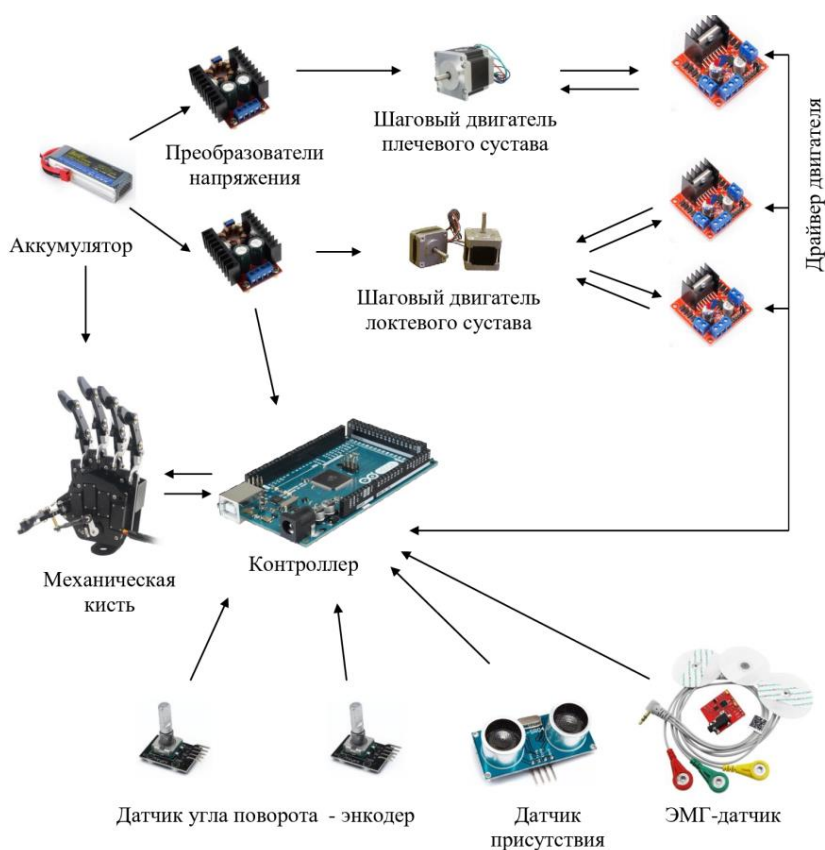 Шаговый двигатель
плечевого сустава
Преобразователи
напряжения
Драйвер двигателя
Аккумулятор
Шаговый двигатель
локтевого сустава
Контроллер
Механическая
кисть
Датчик угла поворота - энкодер
Датчик
присутствия
ЭМГ-датчик